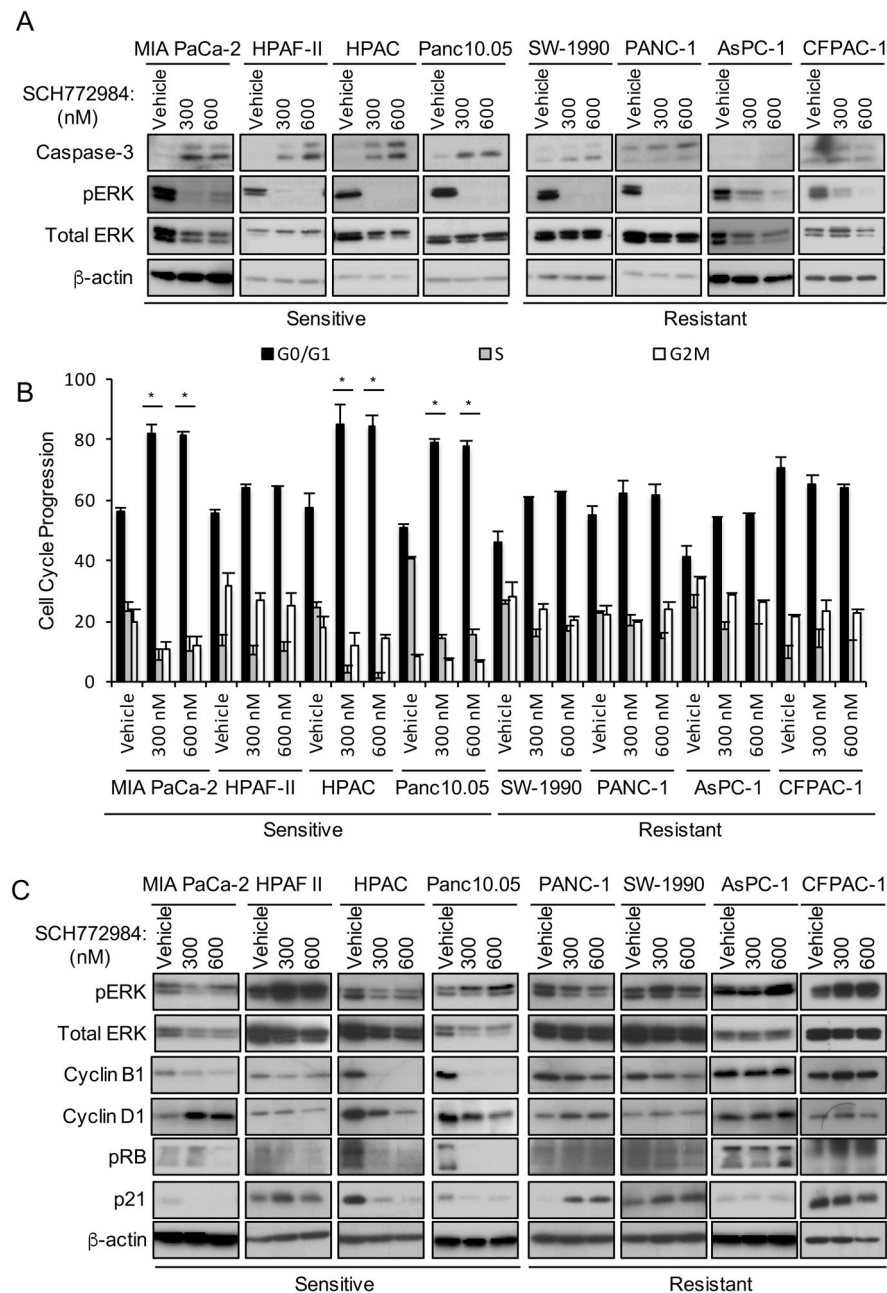 A
MIA PaCa-2 HPAF-II HPAC Panc10.05 SW-1990 PANC-1 AsPC-1 CFPAC-1
SCH772984: (nM)
Vehicle 300 600 Vehicle 300 600 Vehicle 300 600 Vehicle 300 600 Vehicle 300 600 Vehicle 300 600 Vehicle 300 600 Vehicle 300 600
Caspase-3
pERK
Total ERK
β-actin
Sensitive Resistant
G0/G1 S G2M
B
Cell Cycle Progression
100
80
60
40
20
0
* * * * * *
Vehicle 300 nM 600 nM Vehicle 300 nM 600 nM Vehicle 300 nM 600 nM Vehicle 300 nM 600 nM Vehicle 300 nM 600 nM Vehicle 300 nM 600 nM Vehicle 300 nM 600 nM Vehicle 300 nM 600 nM
MIA PaCa-2 HPAF-II HPAC Panc10.05 SW-1990 PANC-1 AsPC-1 CFPAC-1
Sensitive Resistant
C
MIA PaCa-2 HPAF II HPAC Panc10.05 PANC-1 SW-1990 AsPC-1 CFPAC-1
SCH772984: (nM)
Vehicle 300 600 Vehicle 300 600 Vehicle 300 600 Vehicle 300 600 Vehicle 300 600 Vehicle 300 600 Vehicle 300 600 Vehicle 300 600
pERK
Total ERK
Cyclin B1
Cyclin D1
pRB
p21
β-actin
Sensitive Resistant